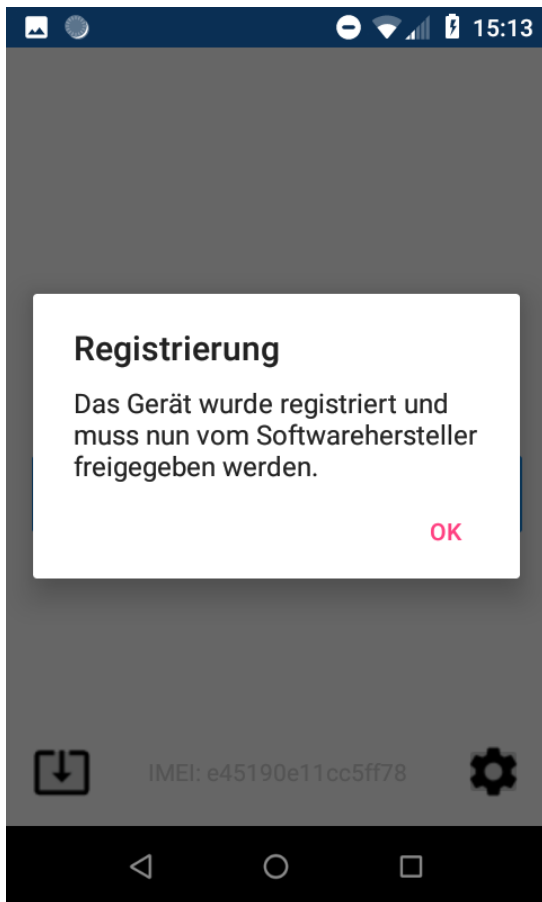 15:13
Registrierung
Das Gerät wurde registriert und
muss nun vom Softwarehersteller
freigegeben werden.
OK
IMEI: e45190e11cc5ff78